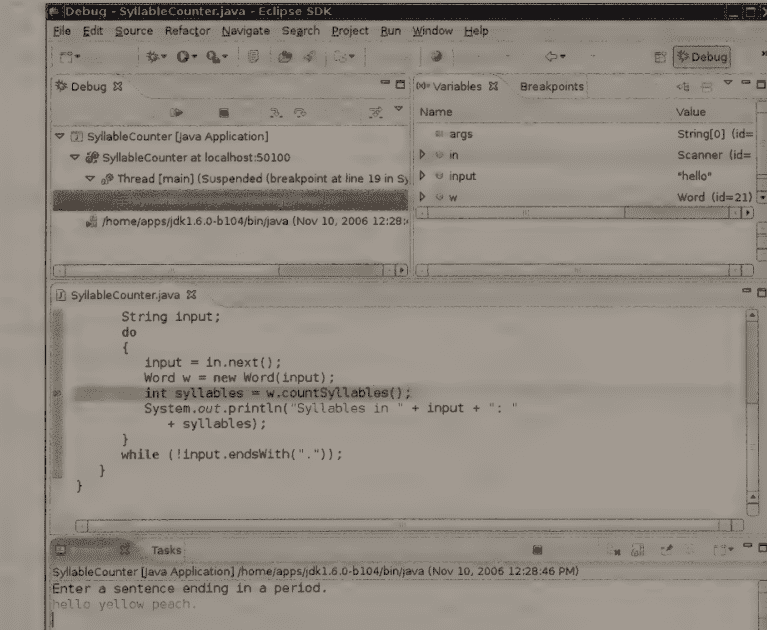 Debug - SyllableCounter.java - Eclipse SDK
File Edit Source Refactor Navigate Search Project Run Window Help
Debug
Debug
Variables Breakpoints
Name Value
args String[0] (id=
in Scanner (id=
input "hello"
w Word (id=21)
SyllableCounter [Java Application]
SyllableCounter at localhost:50100
Thread [main] (Suspended (breakpoint at line 19 in Sy
/home/apps/jdk1.6.0-b104/bin/java (Nov 10, 2006 12:28:
SyllableCounter.java
String input;
do
{
input = in.next();
Word w = new Word(input);
int syllables = w.countSyllables();
System.out.println("Syllables in " + input + ": "
+ syllables);
}
while (!input.endsWith("."));
}
}
Tasks
SyllableCounter [Java Application] /home/apps/jdk1.6.0-b104/bin/java (Nov 10, 2006 12:28:46 PM)
Enter a sentence ending in a period.
hello yellow peach.